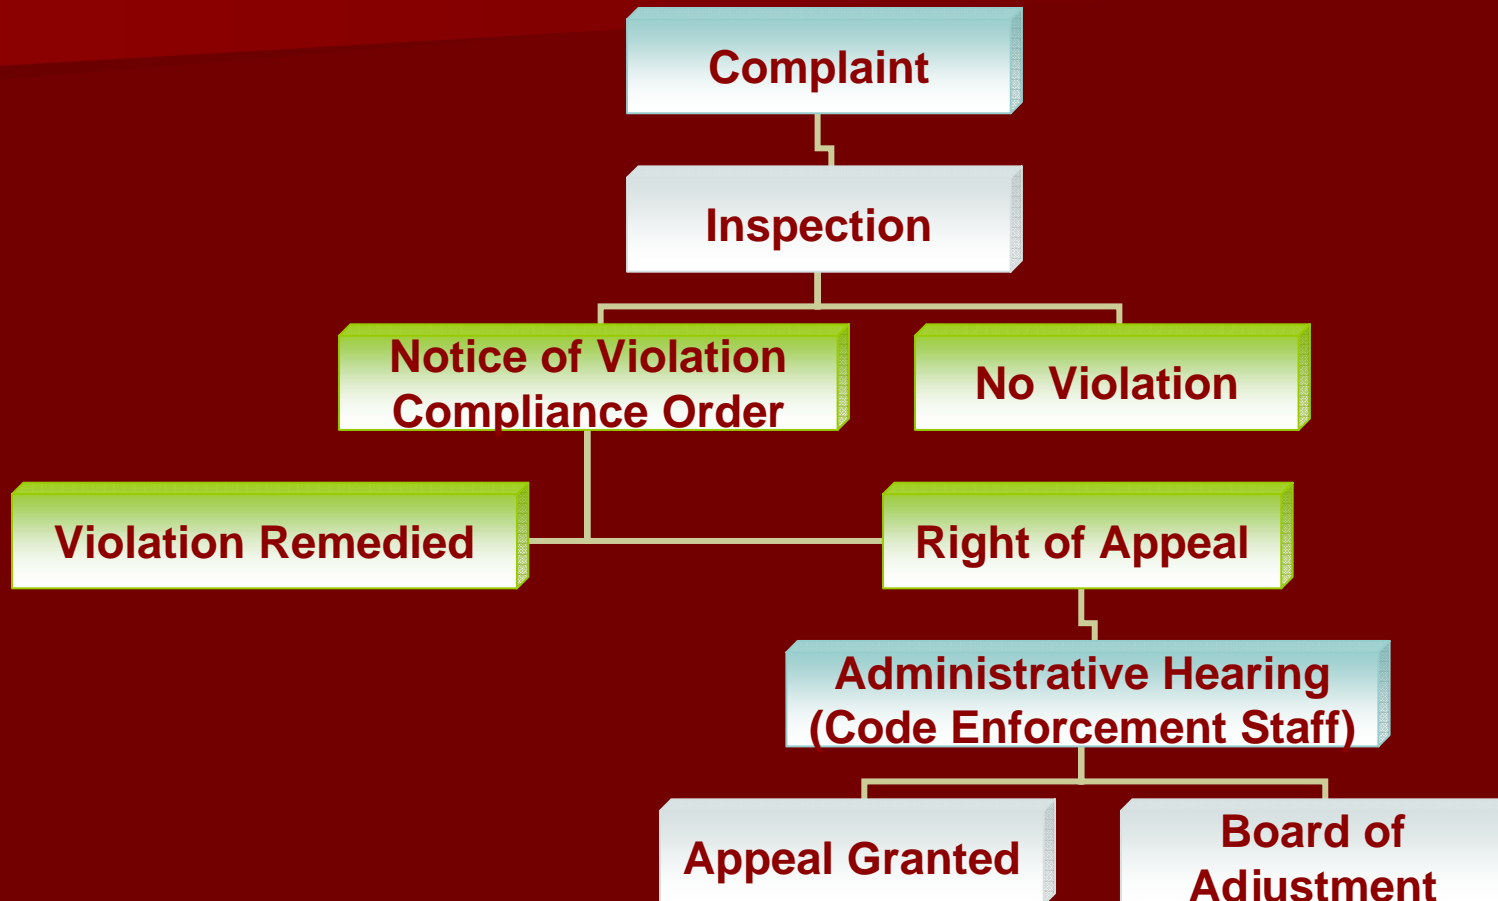 Complaint
Inspection
Notice of Violation
Compliance Order
No Violation
Violation Remedied
Right of Appeal
Administrative Hearing
(Code Enforcement Staff)
Appeal Granted
Board of
Adjustment